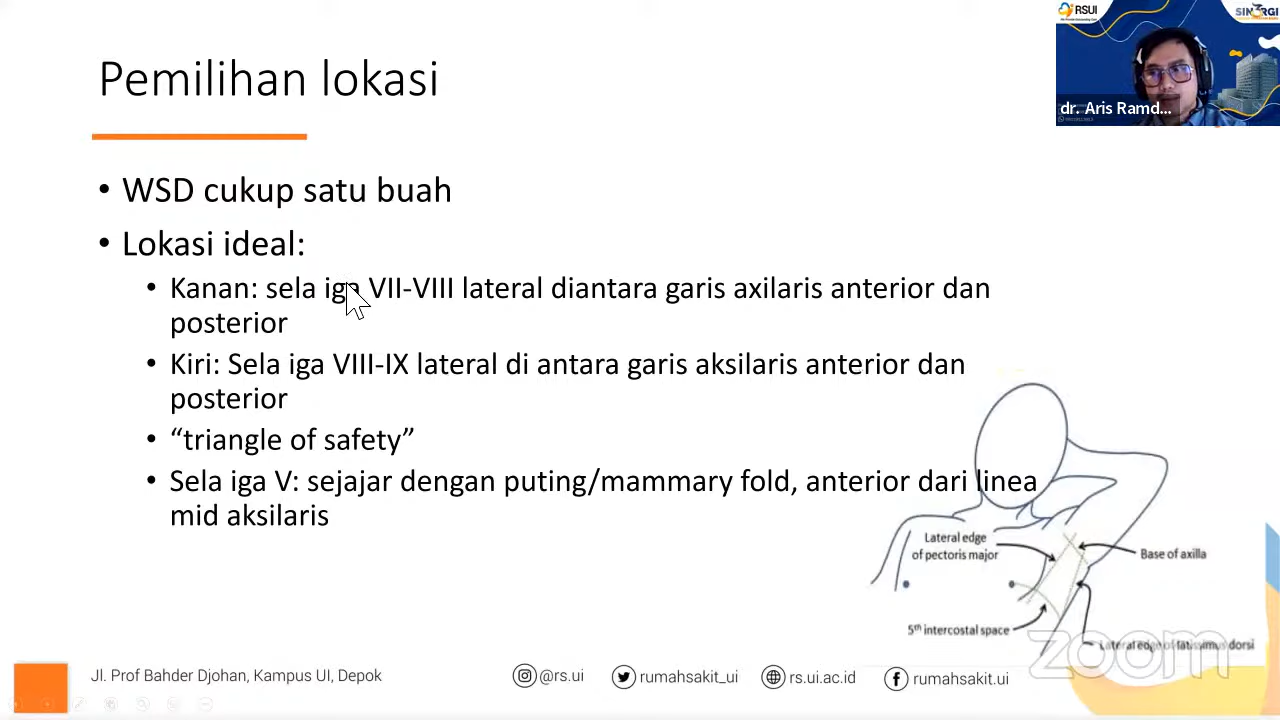 RSUI
SINERGI
dr. Aris Ramd...
Pemilihan lokasi
• WSD cukup satu buah
• Lokasi ideal:
• Kanan: sela iga VII-VIII lateral diantara garis axilaris anterior dan
posterior
• Kiri: Sela iga VIII-IX lateral di antara garis aksilaris anterior dan
posterior
• “triangle of safety”
• Sela iga V: sejajar dengan puting/mammary fold, anterior dari linea
mid aksilaris
Lateral edge
of pectoris major
Base of axilla
5th intercostal space
Lateral edge of latissimus dorsi
zoom
Jl. Prof Bahder Djohan, Kampus UI, Depok
@rs.ui
rumahsakit_ui
rs.ui.ac.id
rumahsakit.ui